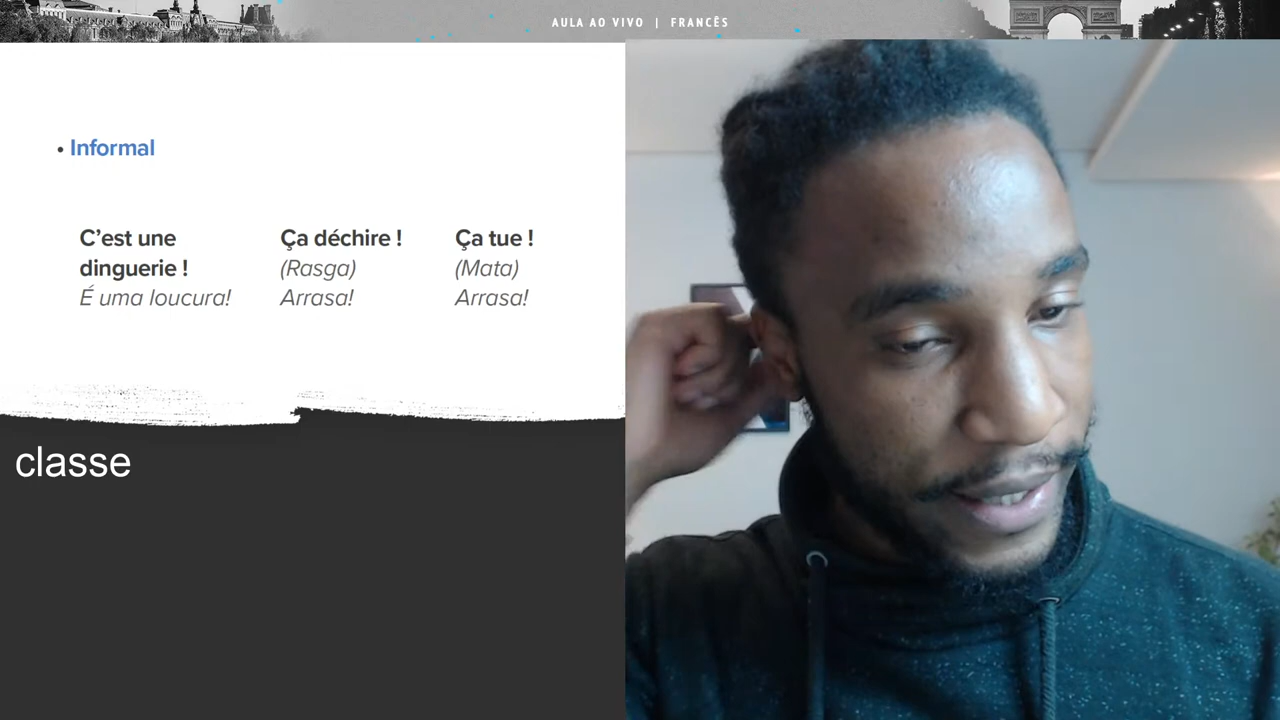 AULA AO VIVO | FRANCÊS
• Informal
C’est une
dinguerie !
É uma loucura!
Ça déchire !
(Rasga)
Arrasa!
Ça tue !
(Mata)
Arrasa!
classe